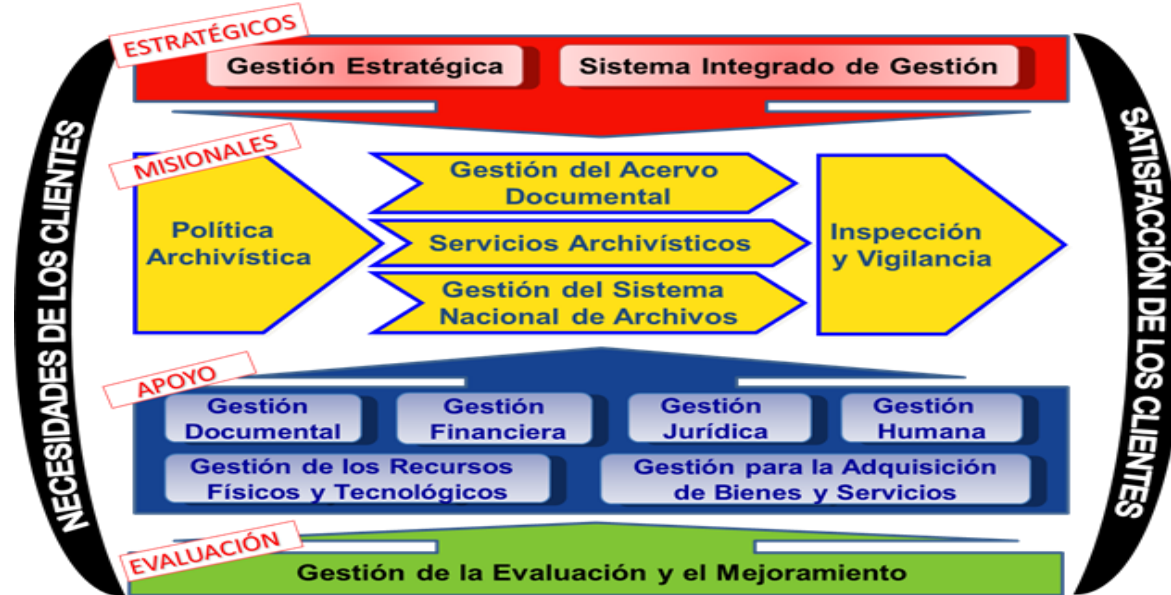 ESTRATÉGICOS
Gestión Estratégica
Sistema Integrado de Gestión
NECESIDADES DE LOS CLIENTES
MISIONALES
Política
Archivística
Gestión del Acervo
Documental
Servicios Archivísticos
Gestión del Sistema
Nacional de Archivos
Inspección
y Vigilancia
SATISFACCIÓN DE LOS CLIENTES
APOYO
Gestión
Documental
Gestión
Financiera
Gestión
Jurídica
Gestión
Humana
Gestión de los Recursos
Físicos y Tecnológicos
Gestión para la Adquisición
de Bienes y Servicios
EVALUACIÓN
Gestión de la Evaluación y el Mejoramiento